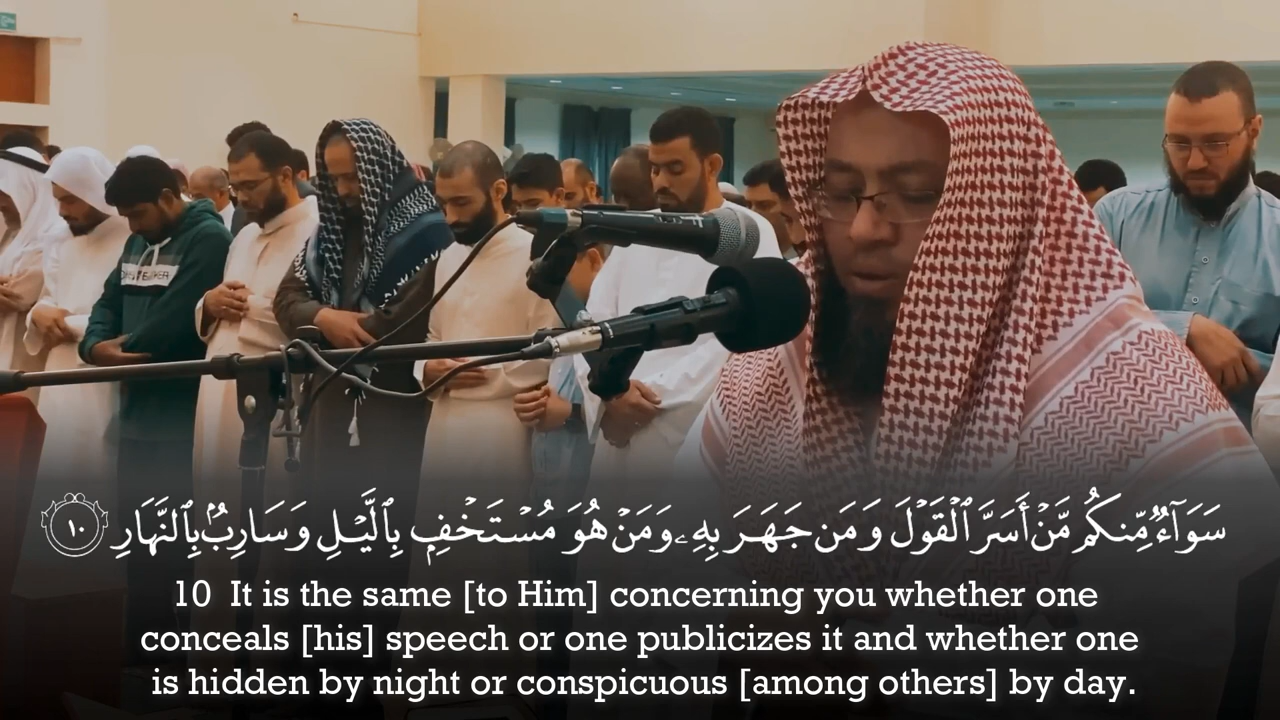 سَوَآءٌ مِّنكُم مَّنْ أَسَرَّ ٱلْقَوْلَ وَمَن جَهَرَ بِهِۦ وَمَنْ هُوَ مُسْتَخْفٍۭ بِٱلَّيْلِ وَسَارِبٌۢ بِٱلنَّهَارِ ١٠
10 It is the same [to Him] concerning you whether one
conceals [his] speech or one publicizes it and whether one
is hidden by night or conspicuous [among others] by day.